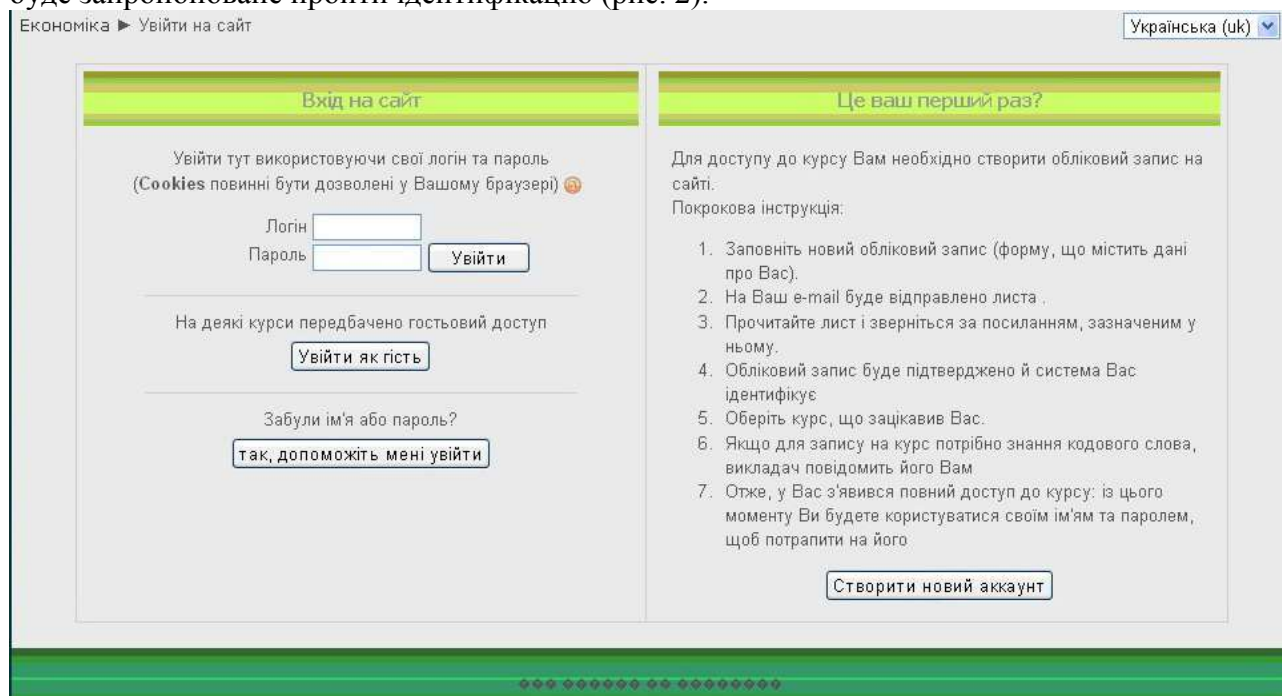 буде запропоноване пройти ідентифікацію (рис. 2).
Економіка ► Увійти на сайт
Українська (uk)
Вхід на сайт
Увійти тут використовуючи свої логін та пароль
(Cookies повинні бути дозволені у Вашому браузері)
Логін
Пароль
Увійти
На деякі курси передбачено гостьовий доступ
Увійти як гість
Забули ім'я або пароль?
так, допоможіть мені увійти
Це ваш перший раз?
Для доступу до курсу Вам необхідно створити обліковий запис на
сайті.
Покрокова інструкція:
1. Заповніть новий обліковий запис (форму, що містить дані
про Вас).
2. На Ваш e-mail буде відправлено листа .
3. Прочитайте лист і зверніться за посиланням, зазначеним у
ньому.
4. Обліковий запис буде підтверджено й система Вас
ідентифікує
5. Оберіть курс, що зацікавив Вас.
6. Якщо для запису на курс потрібно знання кодового слова,
викладач повідомить його Вам
7. Отже, у Вас з'явився повний доступ до курсу: із цього
моменту Ви будете користуватися своїм ім'ям та паролем,
щоб потрапити на його
Створити новий аккаунт